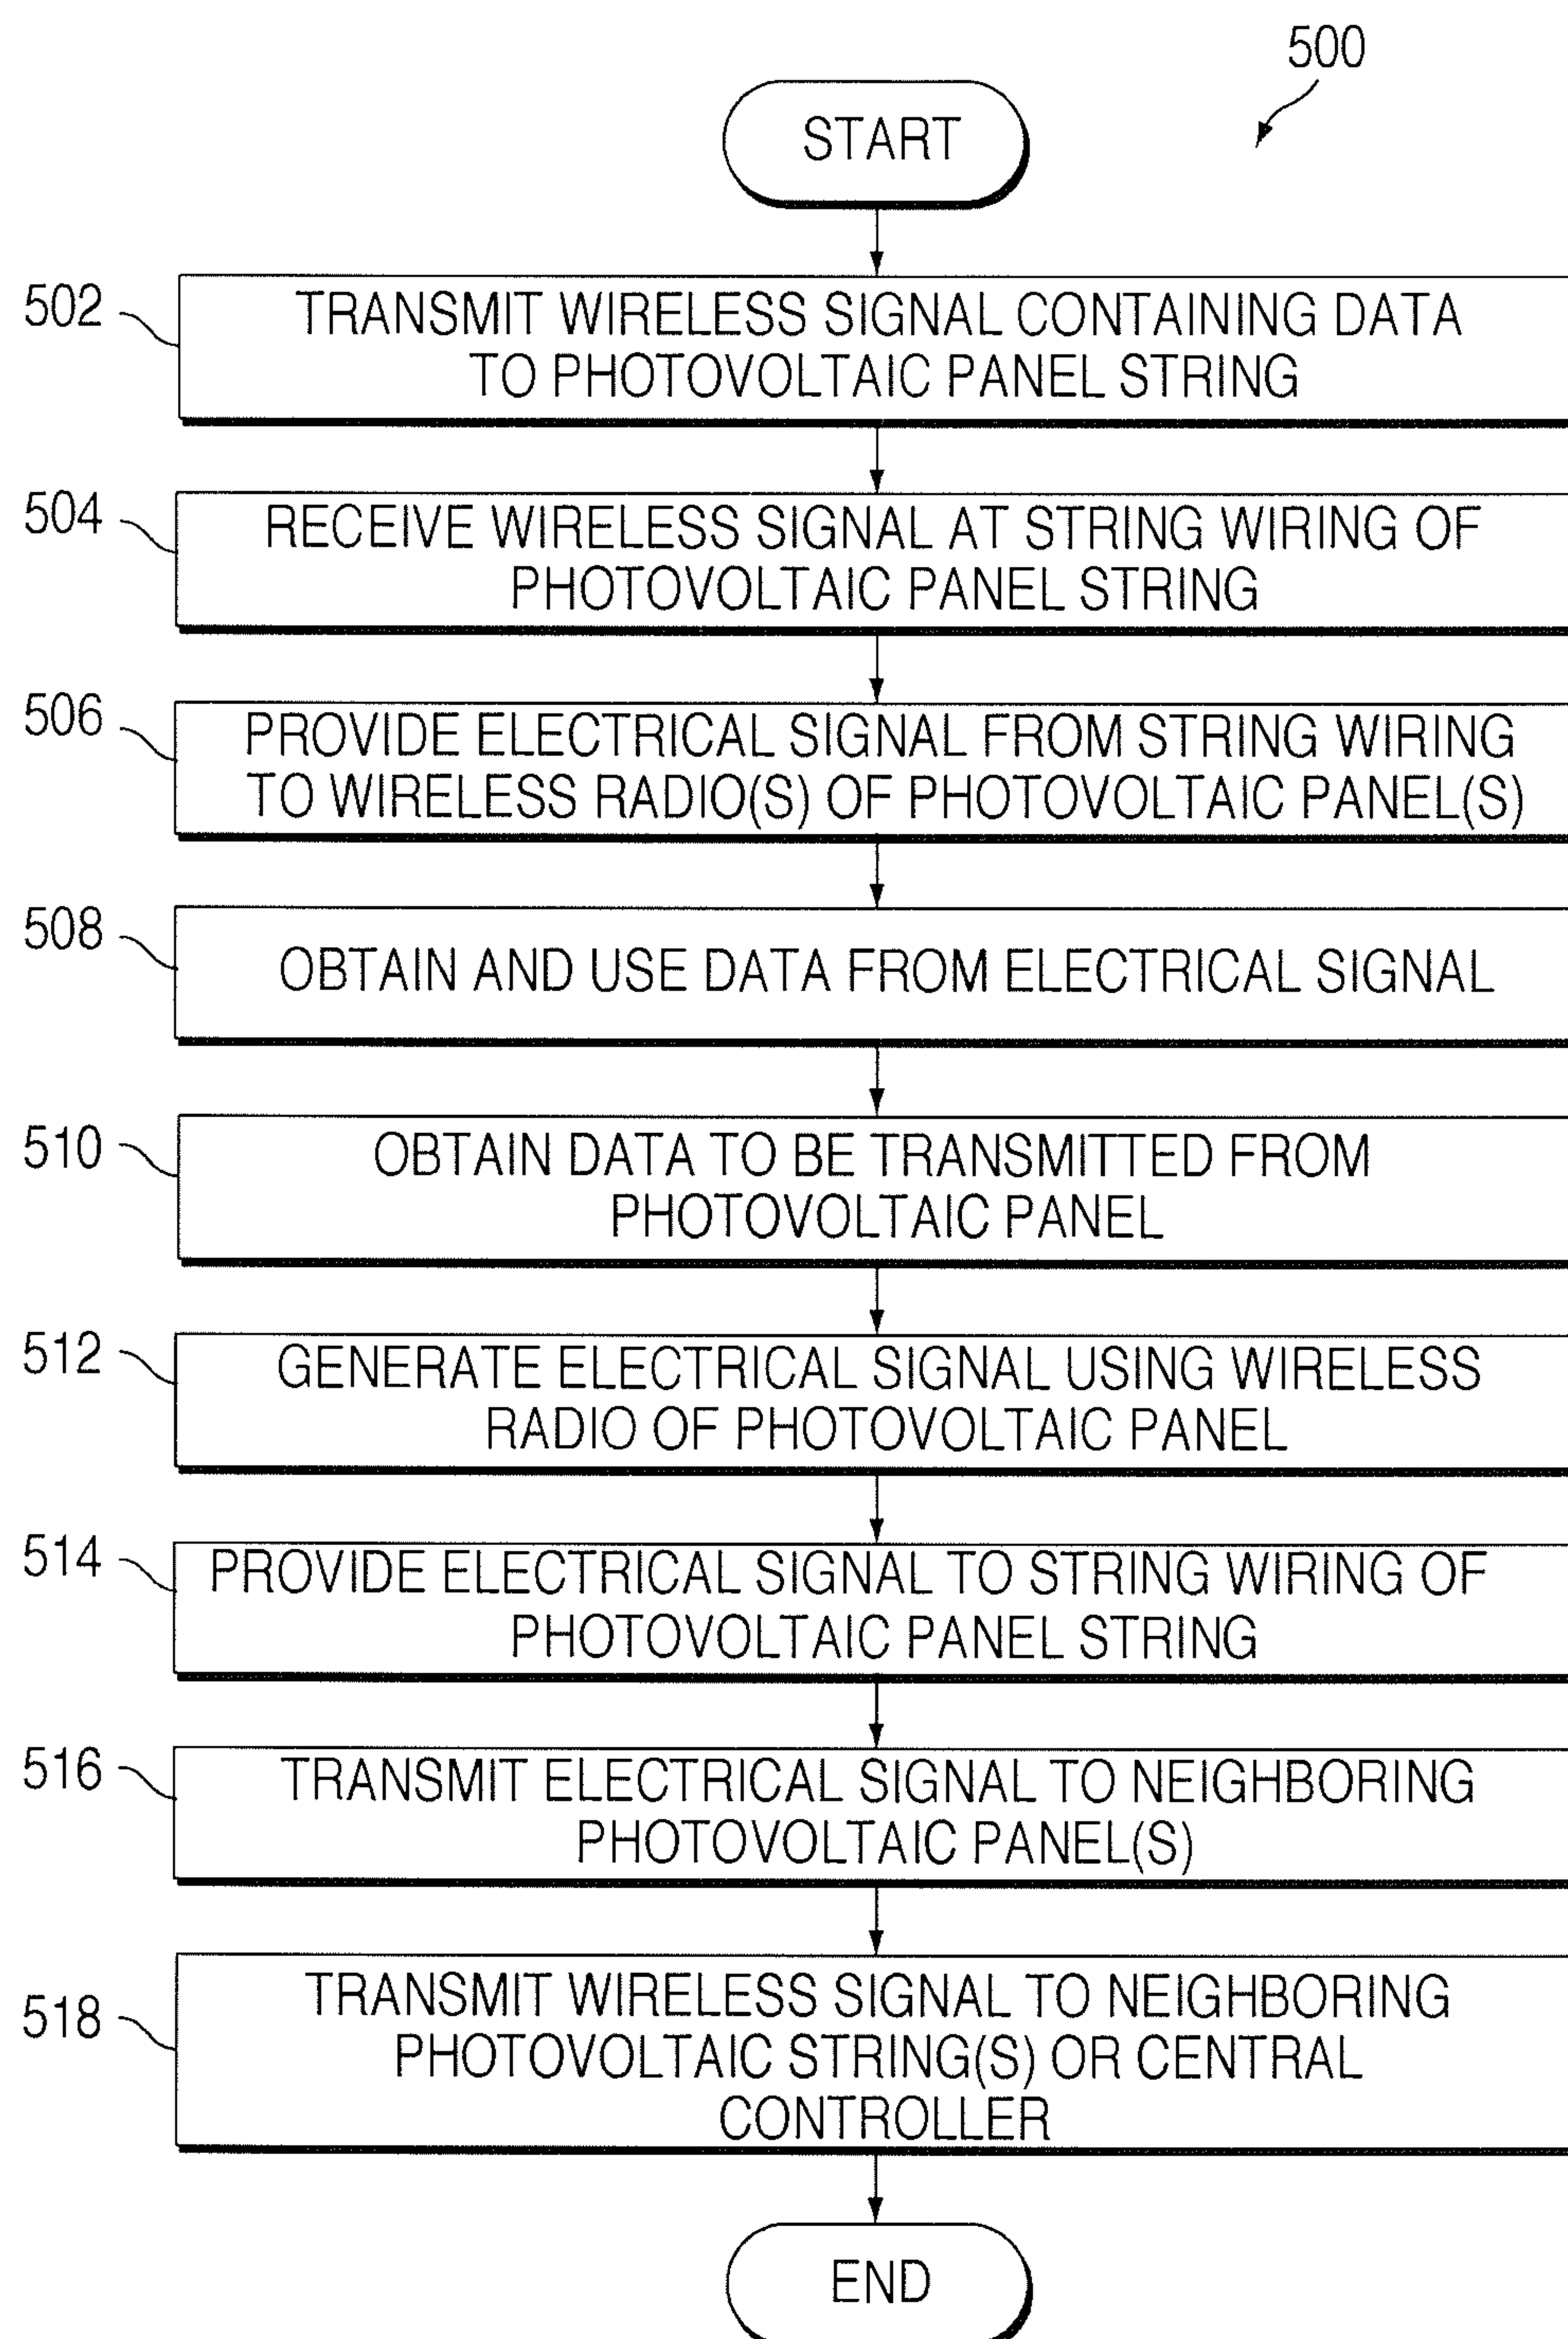 500
START
502
TRANSMIT WIRELESS SIGNAL CONTAINING DATA
TO PHOTOVOLTAIC PANEL STRING
504
RECEIVE WIRELESS SIGNAL AT STRING WIRING OF
PHOTOVOLTAIC PANEL STRING
506
PROVIDE ELECTRICAL SIGNAL FROM STRING WIRING
TO WIRELESS RADIO(S) OF PHOTOVOLTAIC PANEL(S)
508
OBTAIN AND USE DATA FROM ELECTRICAL SIGNAL
510
OBTAIN DATA TO BE TRANSMITTED FROM
PHOTOVOLTAIC PANEL
512
GENERATE ELECTRICAL SIGNAL USING WIRELESS
RADIO OF PHOTOVOLTAIC PANEL
514
PROVIDE ELECTRICAL SIGNAL TO STRING WIRING OF
PHOTOVOLTAIC PANEL STRING
516
TRANSMIT ELECTRICAL SIGNAL TO NEIGHBORING
PHOTOVOLTAIC PANEL(S)
518
TRANSMIT WIRELESS SIGNAL TO NEIGHBORING
PHOTOVOLTAIC STRING(S) OR CENTRAL
CONTROLLER
END